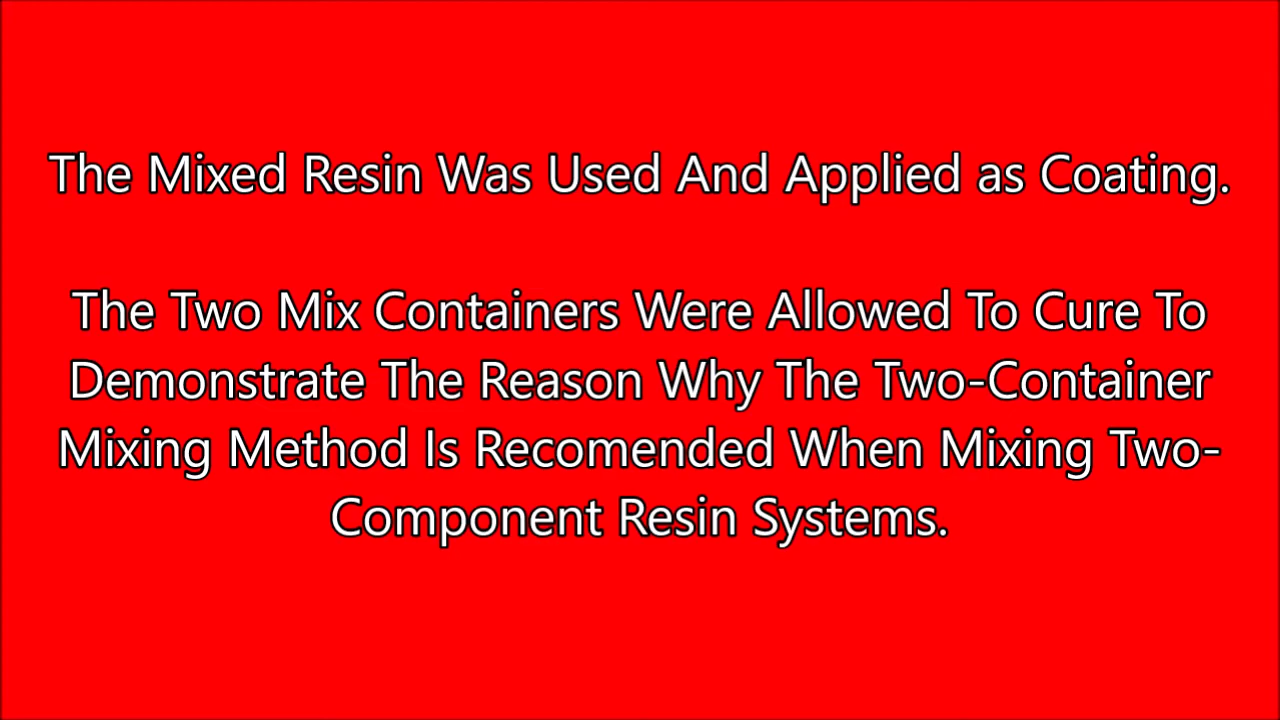 The Mixed Resin Was Used And Applied as Coating.
The Two Mix Containers Were Allowed To Cure To
Demonstrate The Reason Why The Two-Container
Mixing Method Is Recomended When Mixing Two-
Component Resin Systems.